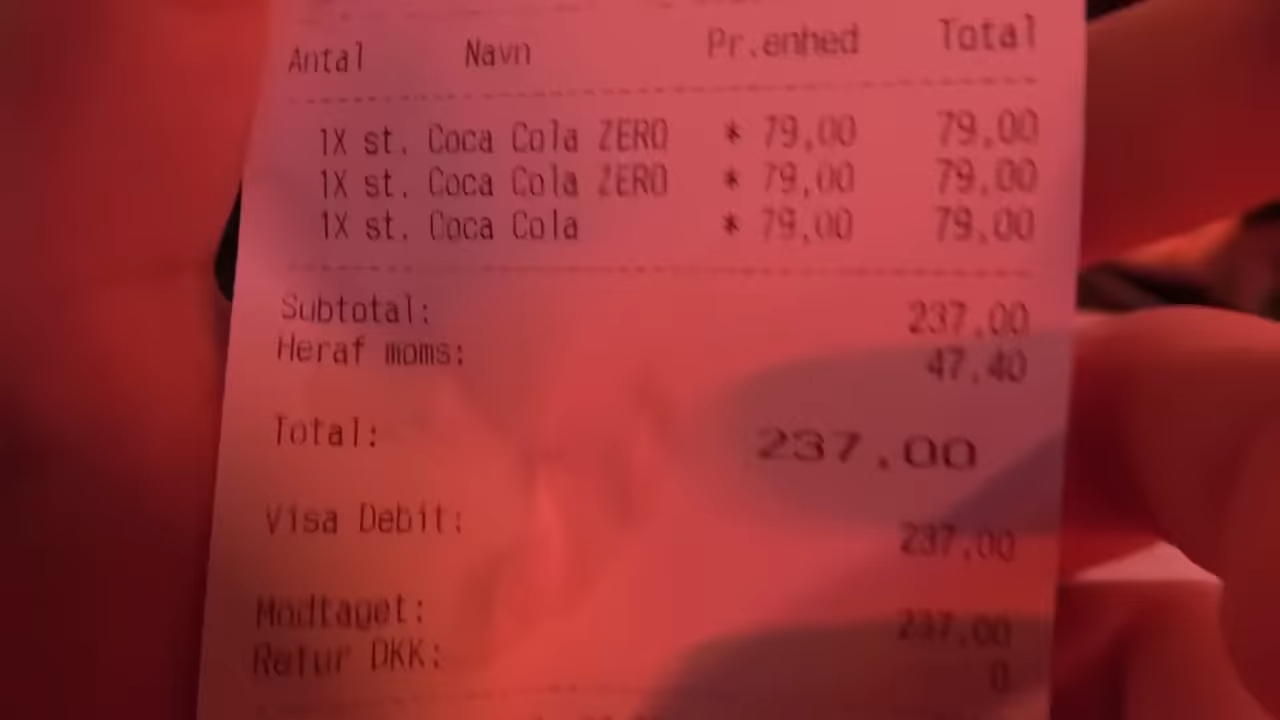 Antal Navn Pr.enhed Total
1X st. Coca Cola ZERO * 79,00 79,00
1X st. Coca Cola ZERO * 79,00 79,00
1X st. Coca Cola * 79,00 79,00
Subtotal: 237,00
Heraf moms: 47,40
Total: 237,00
Visa Debit: 237,00
Modtaget: 237,00
Retur DKK: 0